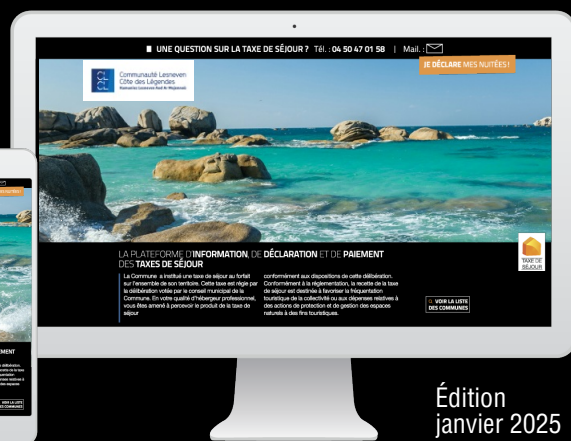 UNE QUESTION SUR LA TAXE DE SÉJOUR ? Tél. : 04 50 47 01 58 | Mail. :
JE DÉCLARE MES NUITÉES !
Communauté Lesneven
Côte des Légendes
LA PLATEFORME D'INFORMATION, DE DÉCLARATION ET DE PAIEMENT
DES TAXES DE SÉJOUR
La Commune a institué une taxe de séjour au forfait
sur l'ensemble de son territoire. Cette taxe est régie par
la délibération votée par le conseil municipal de la
Commune. En votre qualité d'hébergeur professionnel,
vous êtes amené à percevoir le produit de la taxe de
séjour
conformément aux dispositions de cette délibération.
Conformément à la réglementation, la recette de la taxe
de séjour est destinée à favoriser la fréquentation
touristique de la collectivité ou aux dépenses relatives à
des actions de protection et de gestion des espaces
naturels à des fins touristiques.
TAXE DE
SÉJOUR
VOIR LA LISTE
DES COMMUNES
VOIR LA LISTE
DES COMMUNES
Édition
janvier 2025